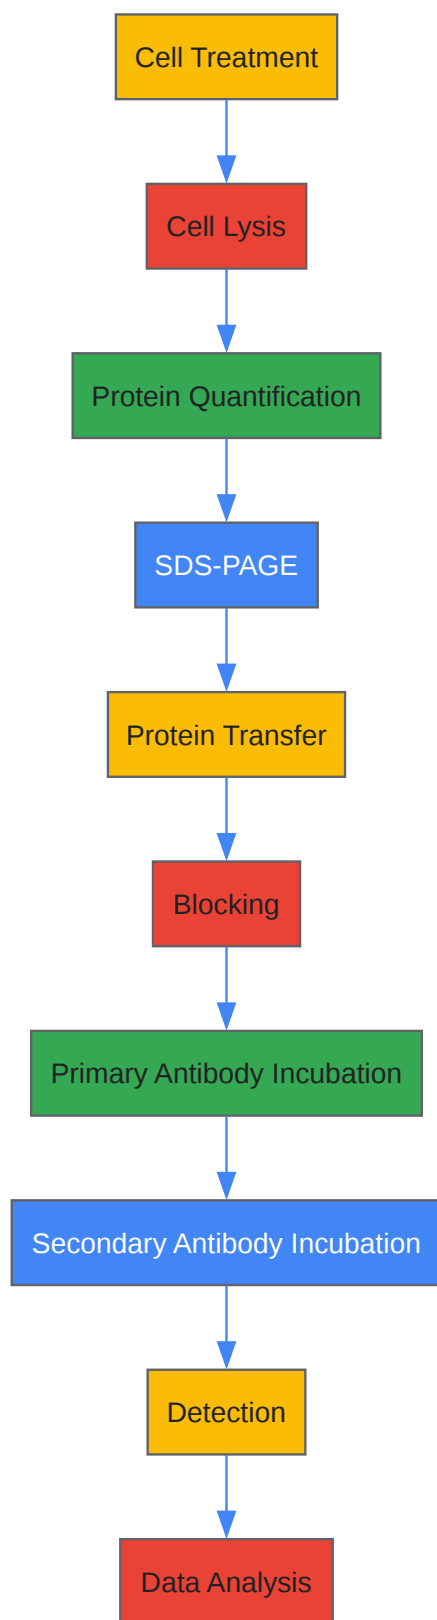 Cell Treatment
Cell Lysis
Protein Quantification
SDS-PAGE
Protein Transfer
Blocking
Primary Antibody Incubation
Secondary Antibody Incubation
Detection
Data Analysis